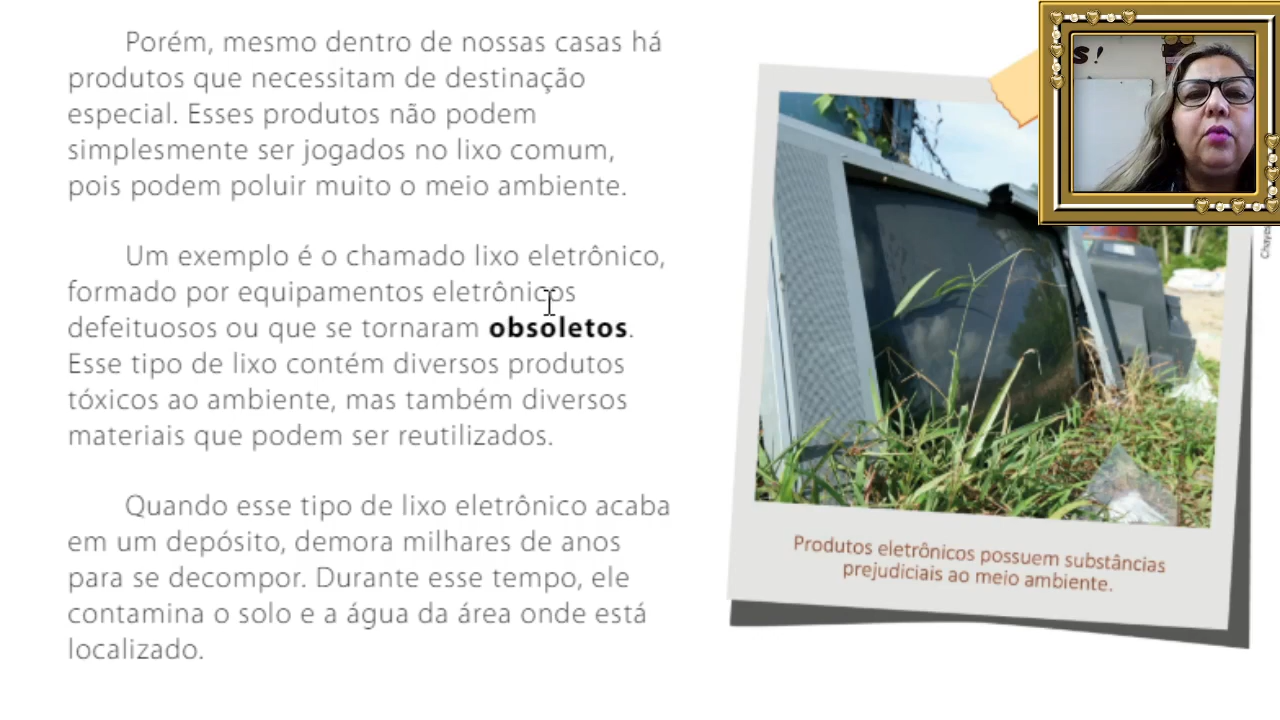 Porém, mesmo dentro de nossas casas há
produtos que necessitam de destinação
especial. Esses produtos não podem
simplesmente ser jogados no lixo comum,
pois podem poluir muito o meio ambiente.
Um exemplo é o chamado lixo eletrônico,
formado por equipamentos eletrônicos
defeituosos ou que se tornaram obsoletos.
Esse tipo de lixo contém diversos produtos
tóxicos ao ambiente, mas também diversos
materiais que podem ser reutilizados.
Quando esse tipo de lixo eletrônico acaba
em um depósito, demora milhares de anos
para se decompor. Durante esse tempo, ele
contamina o solo e a água da área onde está
localizado.
Produtos eletrônicos possuem substâncias
prejudiciais ao meio ambiente.